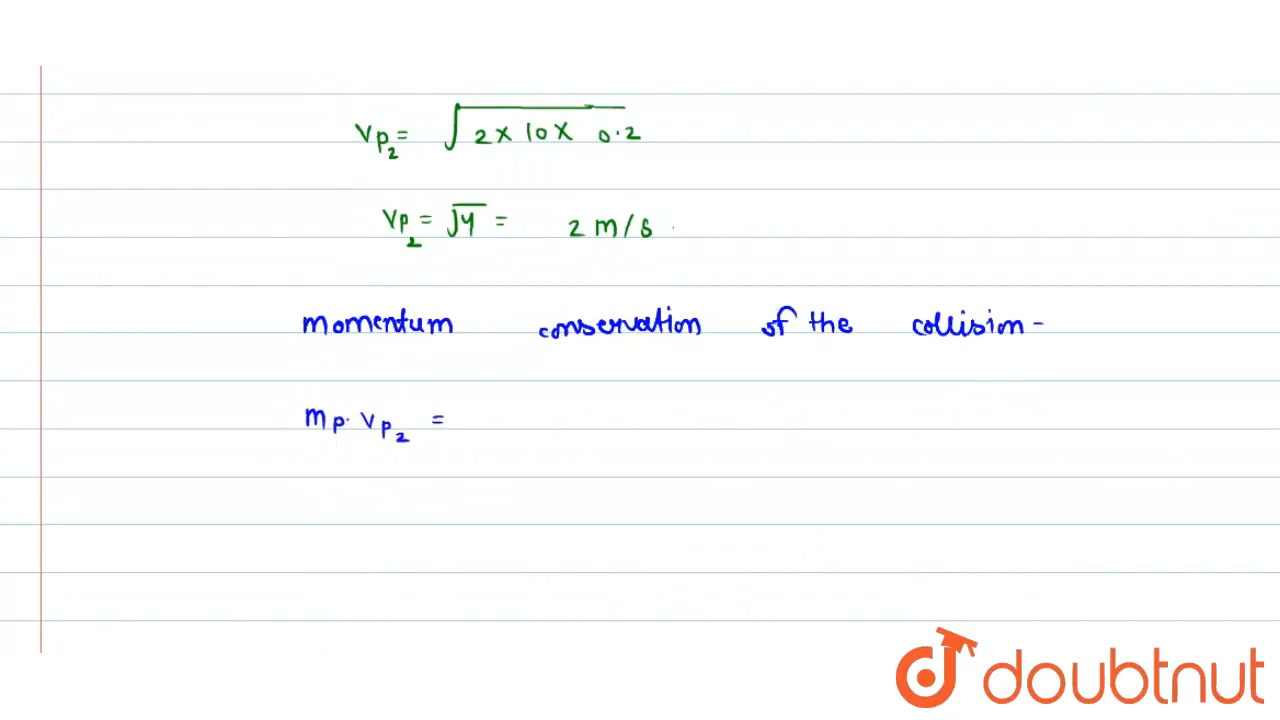 Vp₂ = √2 x 10 x 0.2
Vp₂ = √4 = 2 m/s
momentum conservation of the collision -
mp. Vp₂ =
doubtnut